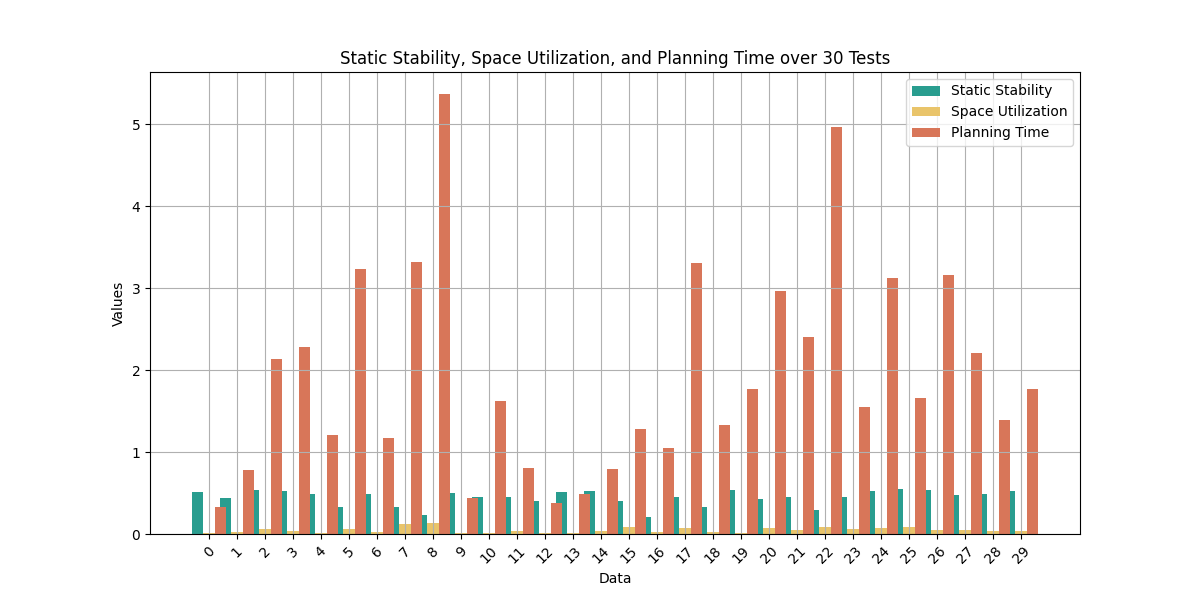 Static Stability, Space Utilization, and Planning Time over 30 Tests
Static Stability
Space Utilization
Planning Time
5
4
3
2
1
0
Values
0 1 2 3 4 5 6 7 8 9 10 11 12 13 14 15 16 17 18 19 20 21 22 23 24 25 26 27 28 29
Data